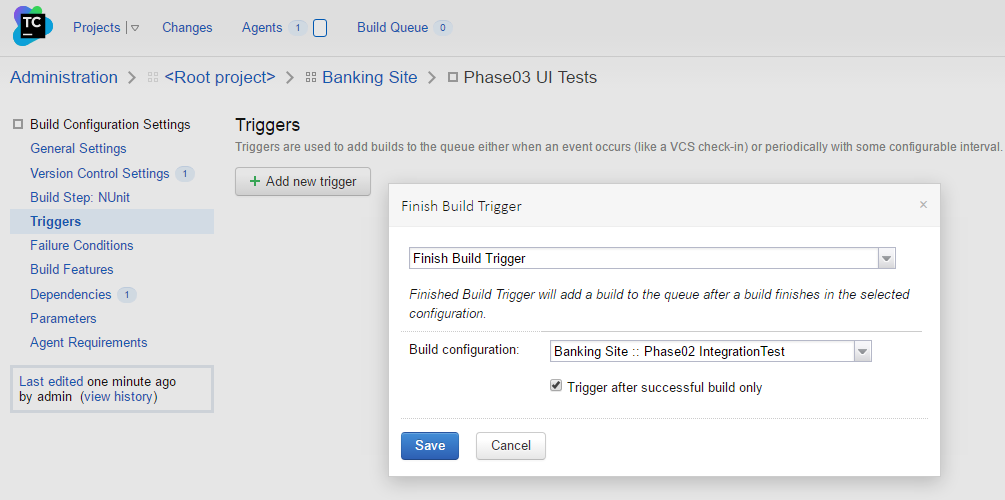 TC
Projects Changes Agents 1 Build Queue 0
Administration <Root project> Banking Site Phase03 UI Tests
Build Configuration Settings
General Settings
Version Control Settings 1
Build Step: NUnit
Triggers
Failure Conditions
Build Features
Dependencies 1
Parameters
Agent Requirements
Last edited one minute ago
by admin (view history)
Triggers
Triggers are used to add builds to the queue either when an event occurs (like a VCS check-in) or periodically with some configurable interval.
+ Add new trigger
Finish Build Trigger ×
Finish Build Trigger
Finished Build Trigger will add a build to the queue after a build finishes in the selected
configuration.
Build configuration: Banking Site :: Phase02 IntegrationTest
Trigger after successful build only
Save Cancel